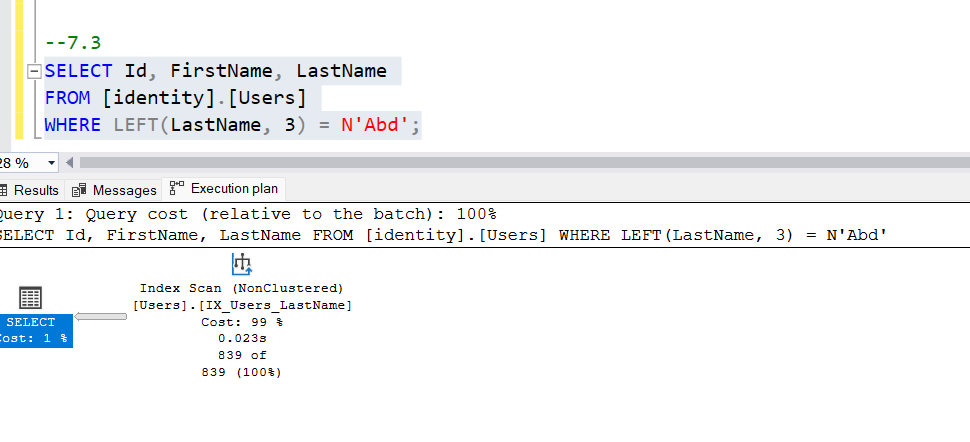 --7.3
SELECT Id, FirstName, LastName
FROM [identity].[Users]
WHERE LEFT(LastName, 3) = N'Abd';
28 %
Results Messages Execution plan
Query 1: Query cost (relative to the batch): 100%
SELECT Id, FirstName, LastName FROM [identity].[Users] WHERE LEFT(LastName, 3) = N'Abd'
Index Scan (NonClustered)
[Users].[IX_Users_LastName]
Cost: 99 %
0.023s
839 of
839 (100%)
SELECT
Cost: 1 %